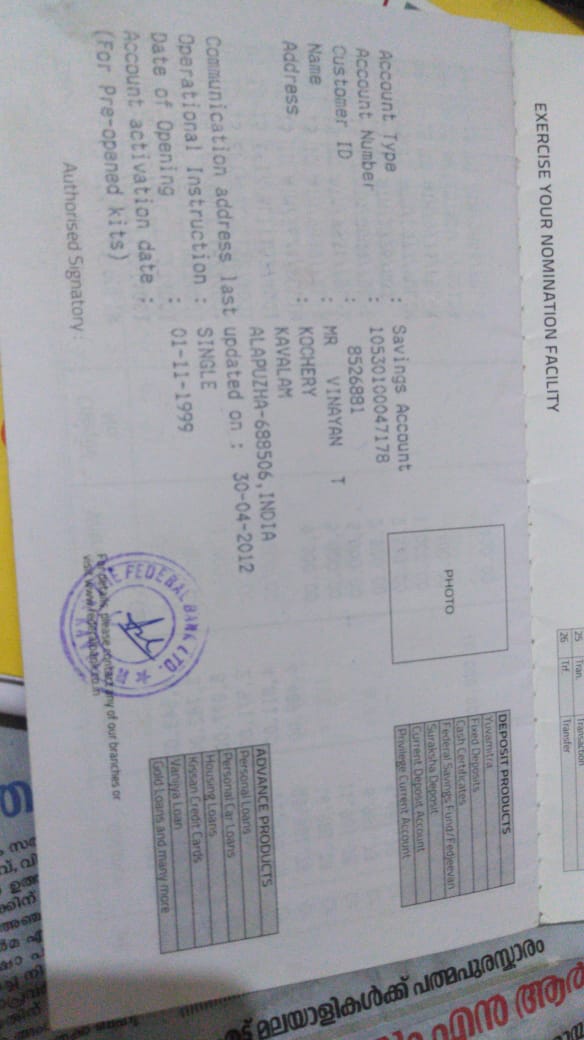 EXERCISE YOUR NOMINATION FACILITY
25 Tran. Transaction
26 Trf. Transfer
Account Type : Savings Account
Account Number : 10530100047178
Customer ID : 8526881
Name : MR VINAYAN T
Address : KOCHERY
KAVALAM
ALAPUZHA-688506, INDIA
Communication address last updated on : 30-04-2012
Operational Instruction : SINGLE
Date of Opening : 01-11-1999
Account activation date :
(For Pre-opened kits)
Authorised Signatory :
PHOTO
DEPOSIT PRODUCTS
Yuvamitra
Fixed Deposits
Cash Certificates
Federal Savings Fund/Fedjeevan
Suraksha Deposit
Current Deposit Account
Privilege Current Account
ADVANCE PRODUCTS
Personal Loans
Personal Car Loans
Housing Loans
Kissan Credit Cards
Vanijya Loan
Gold Loans and many more
THE FEDERAL BANK LTD.
For details, please contact any of our branches or
visit www.federalbank.co.in
മലയാളികൾക്ക് പത്മപുരസ്കാരം
എൻ ആർ